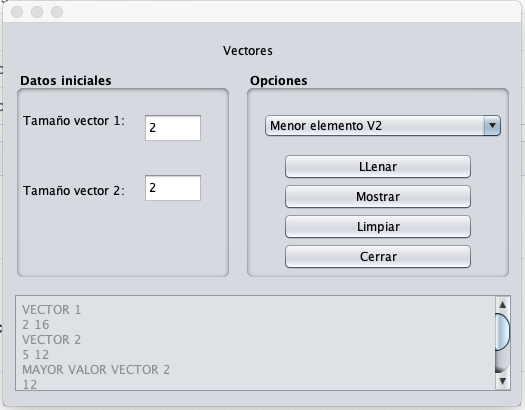 Vectores
Datos iniciales
Tamaño vector 1:
2
Tamaño vector 2:
2
Opciones
Menor elemento V2
LLenar
Mostrar
Limpiar
Cerrar
VECTOR 1
2 16
VECTOR 2
5 12
MAYOR VALOR VECTOR 2
12